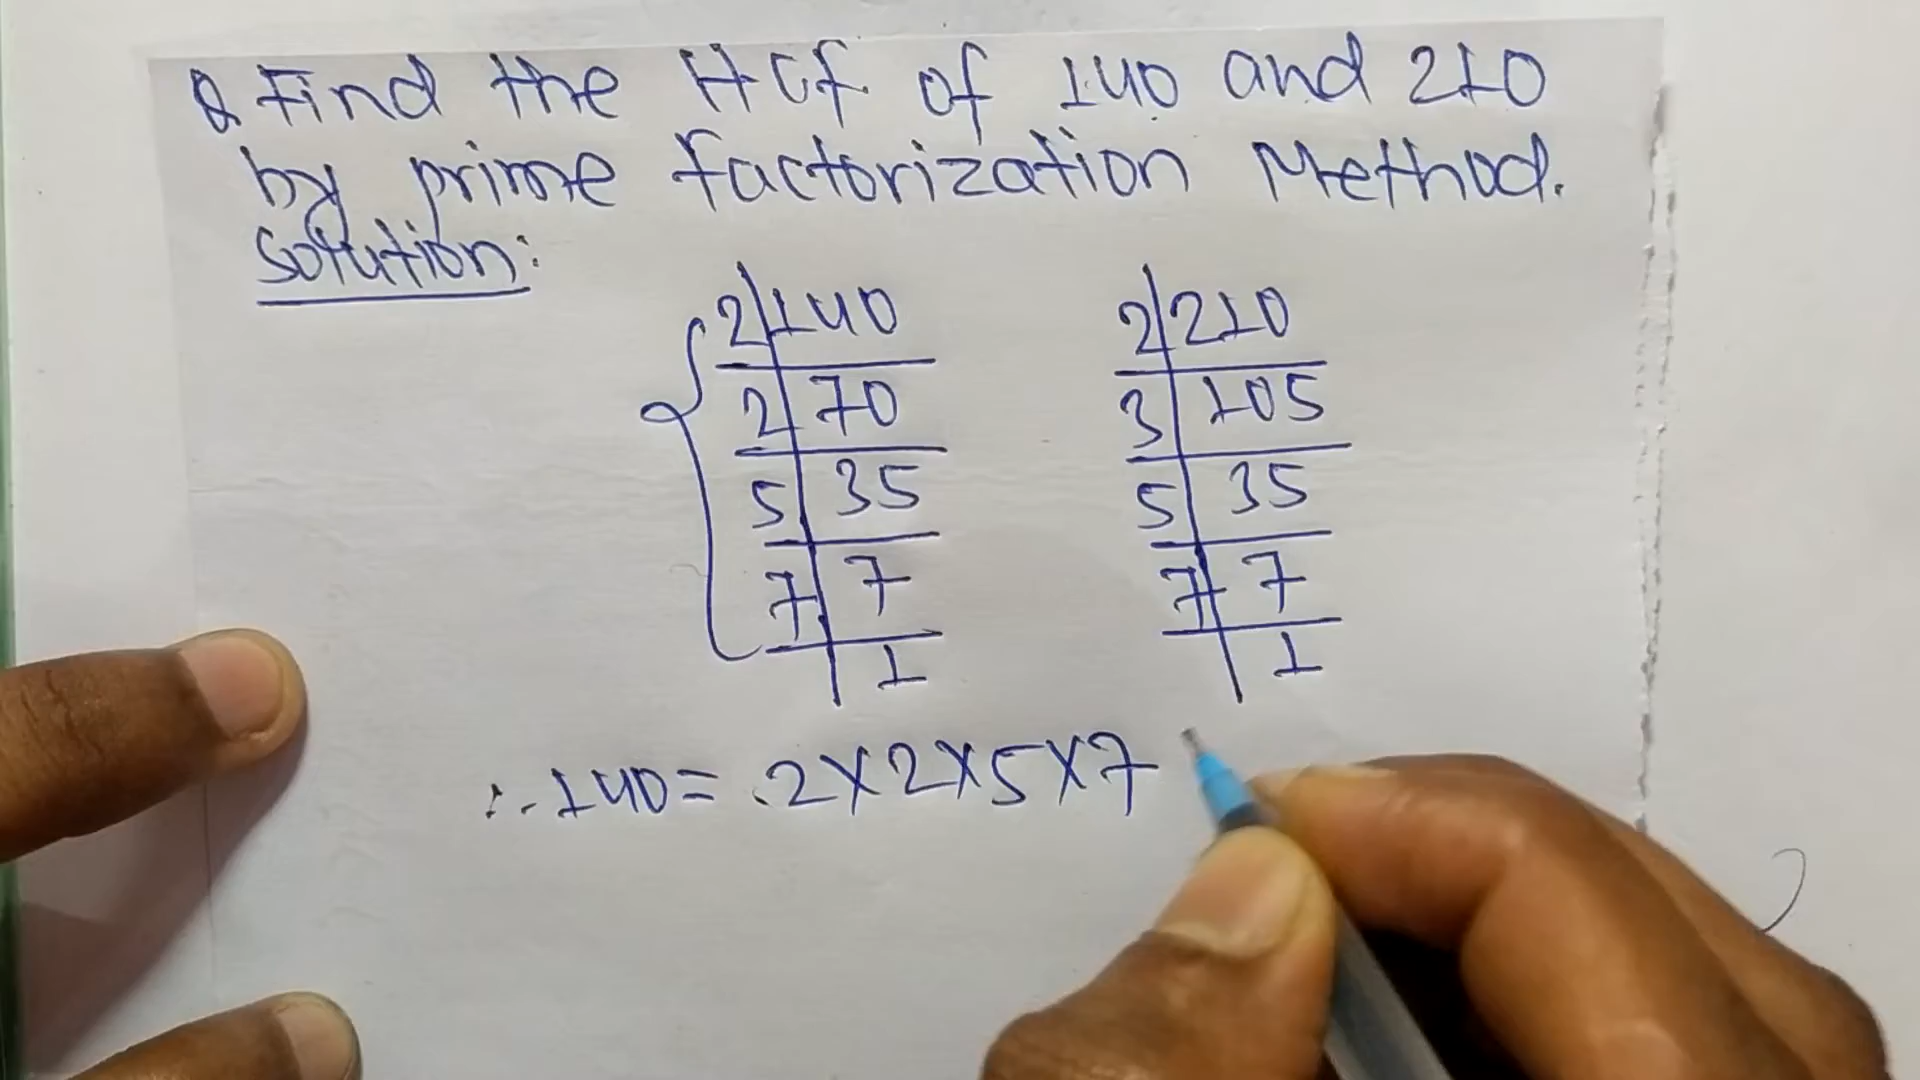 Q Find the HCF of 140 and 210
by prime factorization Method.
Solution:
2 140
2 70
5 35
7 7
1
2 210
3 105
5 35
7 7
1
∴ 140 = 2×2×5×7